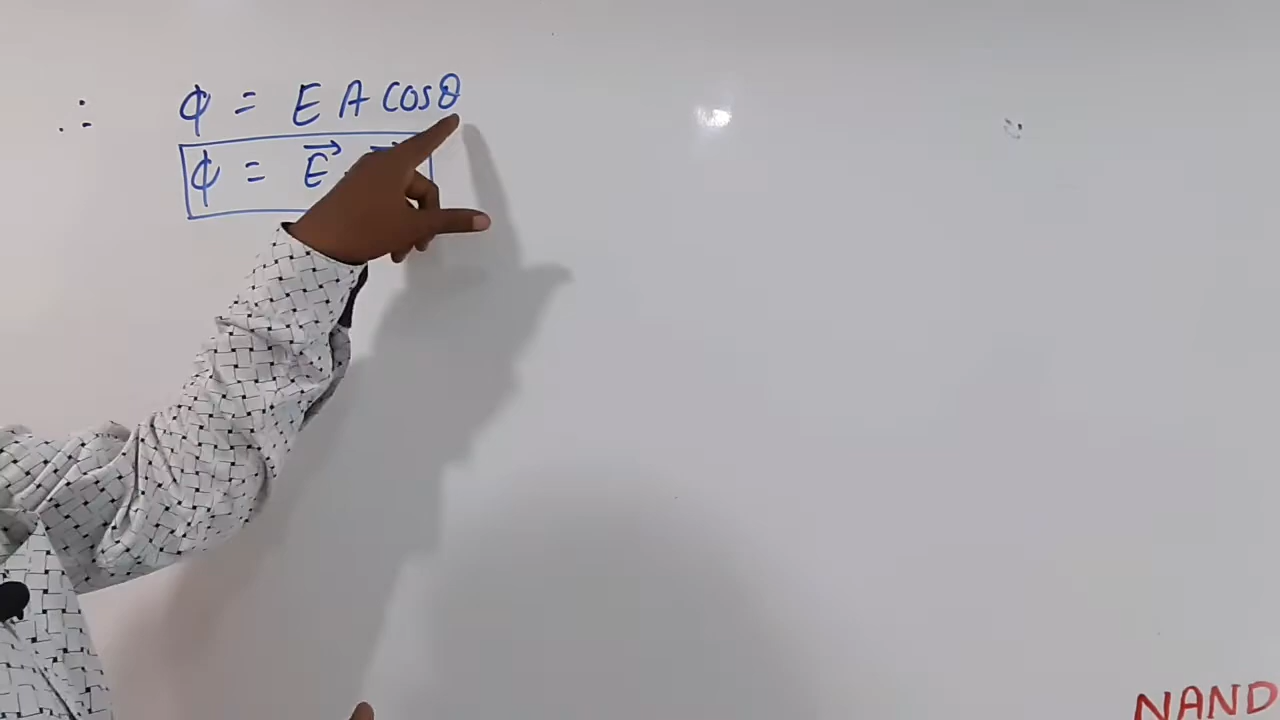 ∴ φ = E A cosθ
φ = E⃗ .
NAND